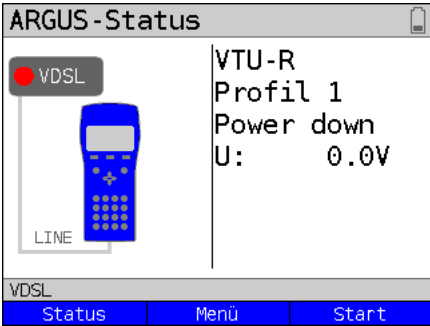 ARGUS-Status
VDSL
LINE
VTU-R
Profil 1
Power down
U: 0.0V
VDSL
Status Menü Start